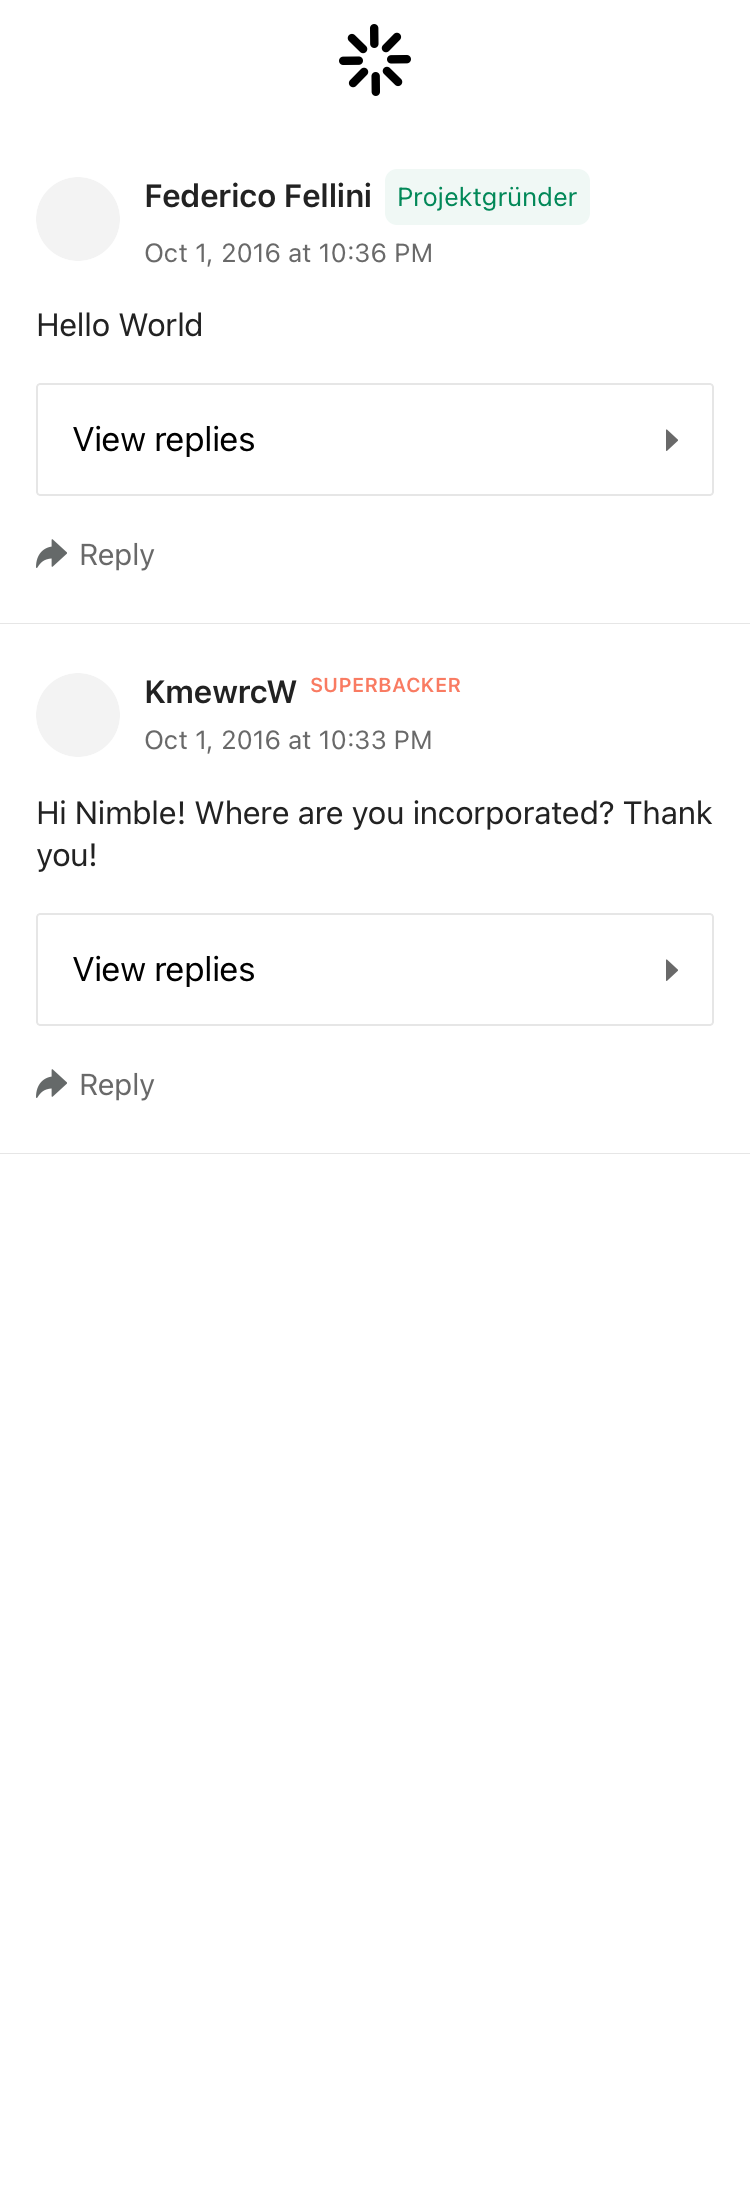 Federico Fellini Projektgründer
Oct 1, 2016 at 10:36 PM
Hello World
View replies
Reply
KmewrcW SUPERBACKER
Oct 1, 2016 at 10:33 PM
Hi Nimble! Where are you incorporated? Thank
you!
View replies
Reply